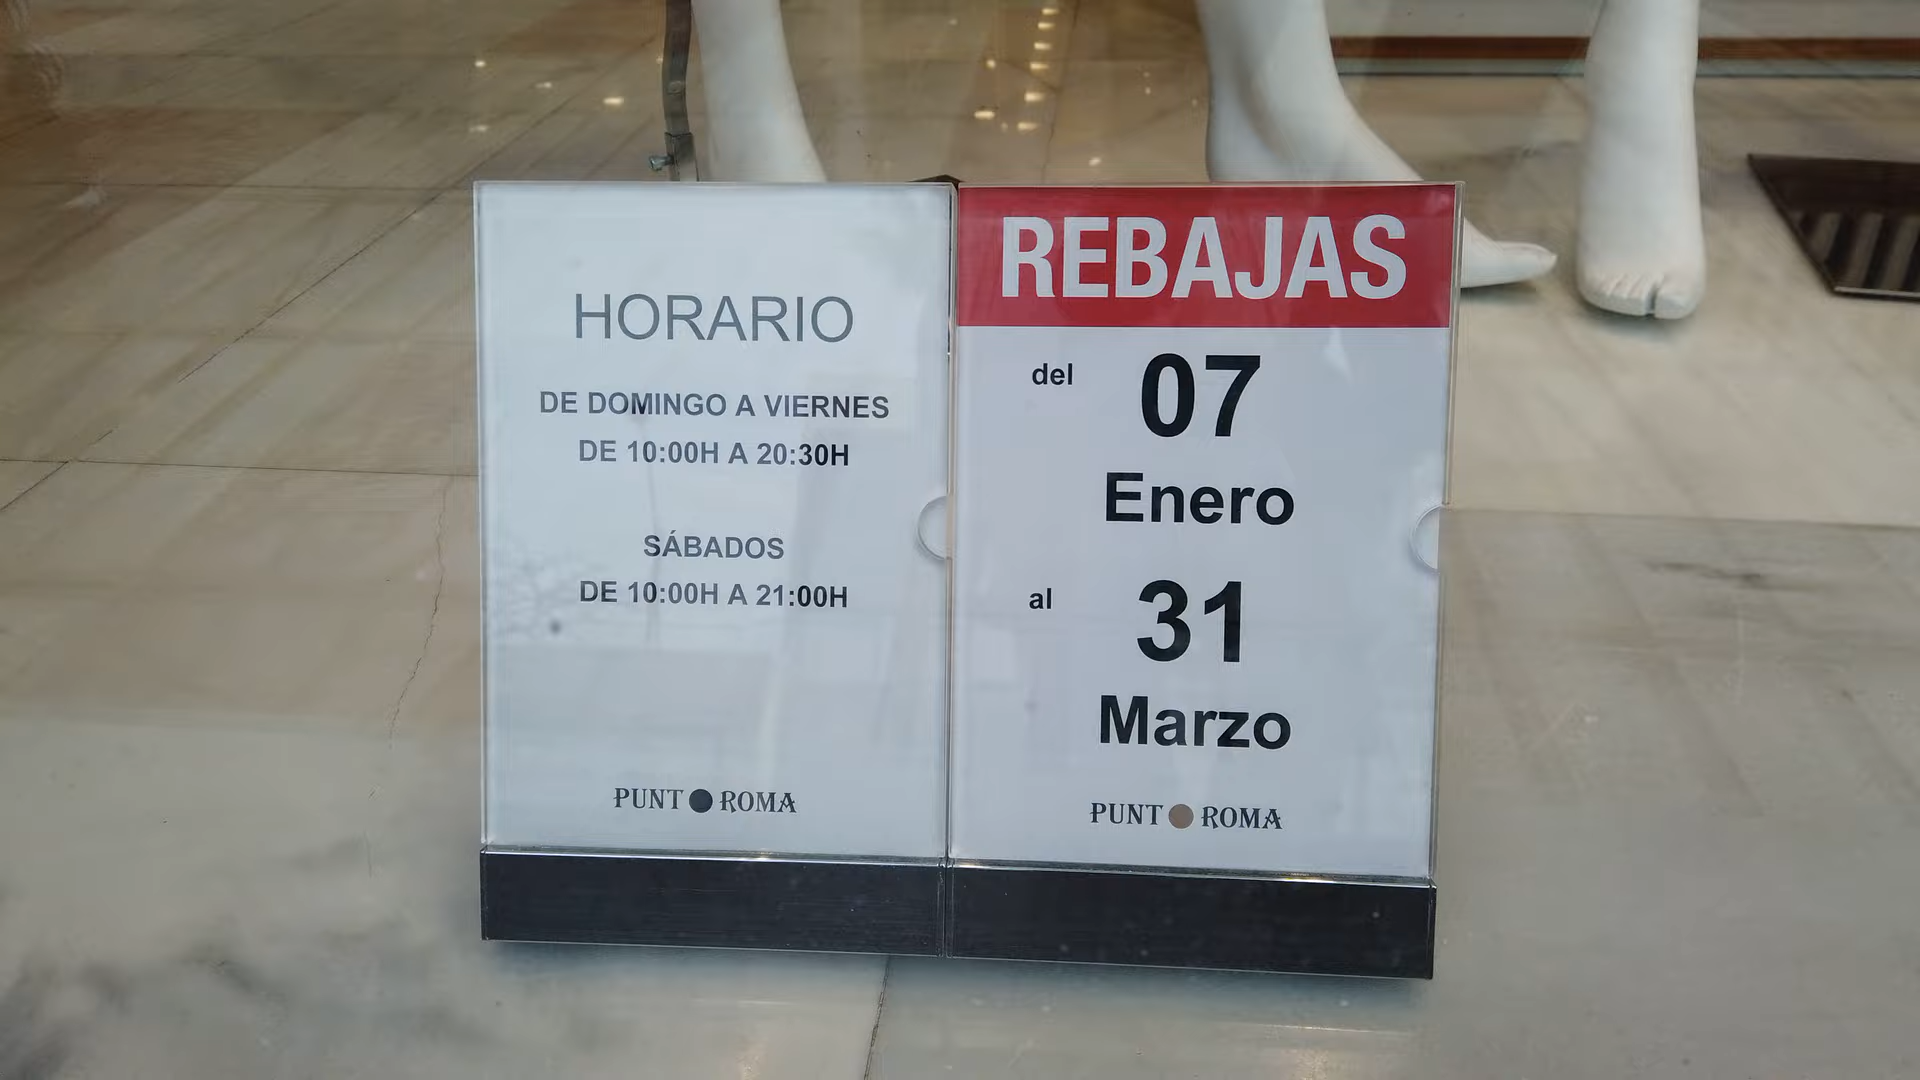 HORARIO
DE DOMINGO A VIERNES
DE 10:00H A 20:30H
SÁBADOS
DE 10:00H A 21:00H
PUNT ROMA
REBAJAS
del 07
Enero
al 31
Marzo
PUNT ROMA